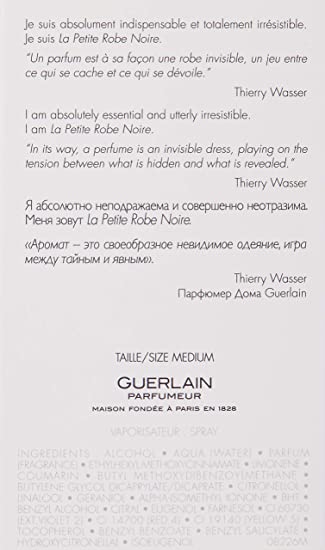 Je suis absolument indispensable et totalement irrésistible.
Je suis La Petite Robe Noire.
"Un parfum est à sa façon une robe invisible, un jeu entre
ce qui se cache et ce qui se dévoile."
Thierry Wasser
I am absolutely essential and utterly irresistible.
I am La Petite Robe Noire.
"In its way, a perfume is an invisible dress, playing on the
tension between what is hidden and what is revealed."
Thierry Wasser
Я абсолютно неподражаема и совершенно неотразима.
Меня зовут La Petite Robe Noire.
«Аромат – это своеобразное невидимое одеяние, игра
между тайным и явным».
Thierry Wasser
Парфюмер Дома Guerlain
TAILLE/SIZE MEDIUM
GUERLAIN
PARFUMEUR
MAISON FONDÉE À PARIS EN 1828
VAPORISATEUR - SPRAY
INGREDIENTS : ALCOHOL • AQUA (WATER) • PARFUM
(FRAGRANCE) • ETHYLHEXYL METHOXYCINNAMATE • LIMONENE •
COUMARIN • BUTYL METHOXYDIBENZOYLMETHANE •
BUTYLENE GLYCOL DICAPRYLATE/DICAPRATE • CITRONELLOL •
LINALOOL • GERANIOL • ALPHA-ISOMETHYL IONONE • BHT •
BENZYL ALCOHOL • CITRAL • EUGENOL • FARNESOL • CI 60730
(EXT. VIOLET 2) • CI 14700 (RED 4) • CI 19140 (YELLOW 5) •
TOCOPHEROL • BENZYL BENZOATE • BENZYL SALICYLATE •
HYDROXYCITRONELLAL • ISOEUGENOL 08226M